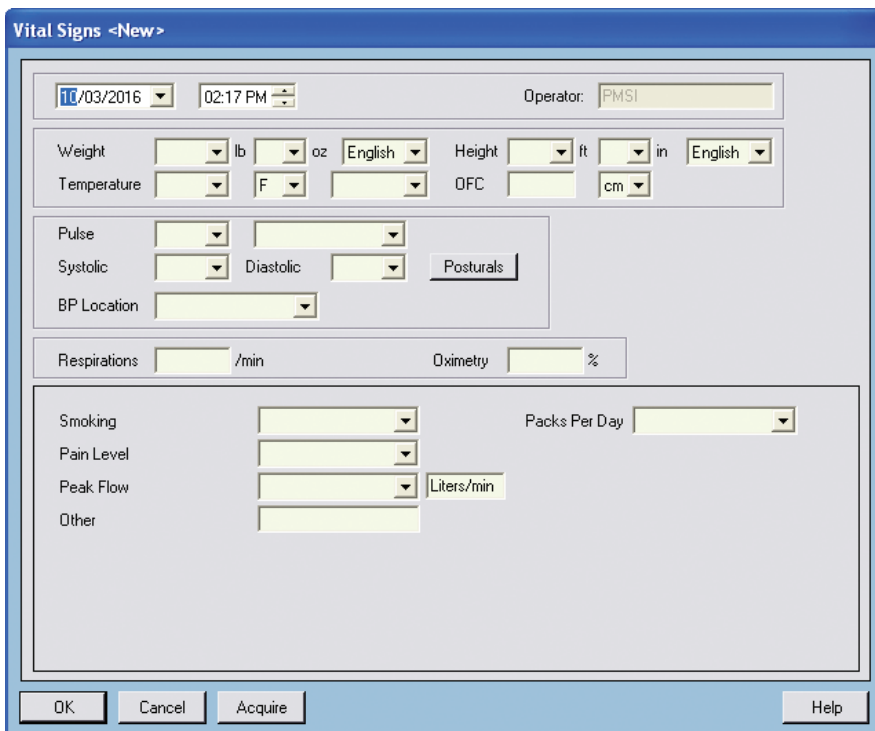 Vital Signs <New>
10/03/2016 02:17 PM Operator: PMSI
Weight lb oz English Height ft in English
Temperature F OFC cm
Pulse
Systolic Diastolic Posturals
BP Location
Respirations /min Oximetry %
Smoking Packs Per Day
Pain Level
Peak Flow Liters/min
Other
OK Cancel Acquire Help